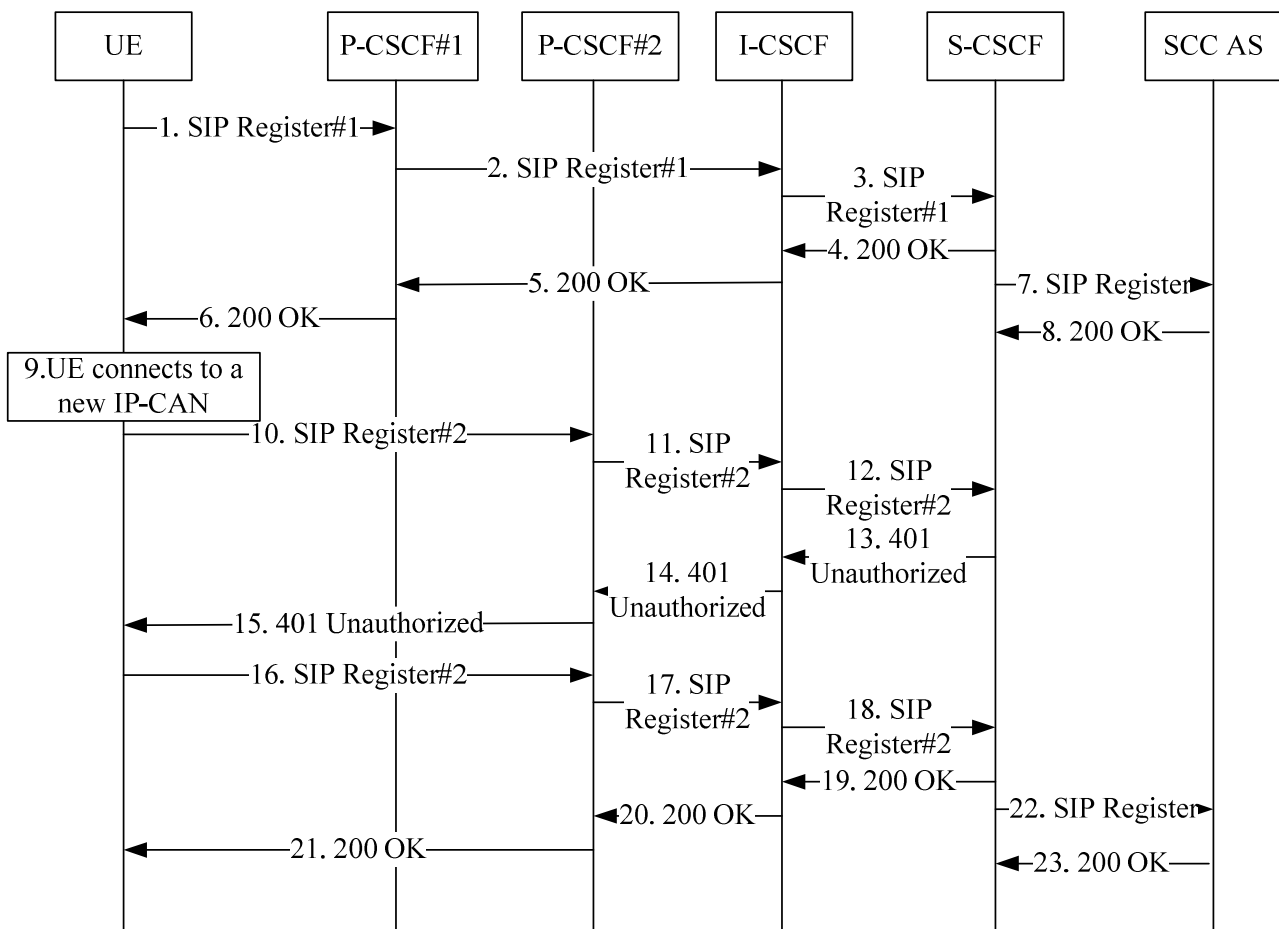 UE
P-CSCF#1
P-CSCF#2
I-CSCF
S-CSCF
SCC AS
1. SIP Register#1
2. SIP Register#1
3. SIP
Register#1
4. 200 OK
5. 200 OK
7. SIP Register
6. 200 OK
8. 200 OK
9.UE connects to a
new IP-CAN
10. SIP Register#2
11. SIP
Register#2
12. SIP
Register#2
13. 401
Unauthorized
14. 401
Unauthorized
15. 401 Unauthorized
16. SIP Register#2
17. SIP
Register#2
18. SIP
Register#2
19. 200 OK
20. 200 OK
22. SIP Register
21. 200 OK
23. 200 OK